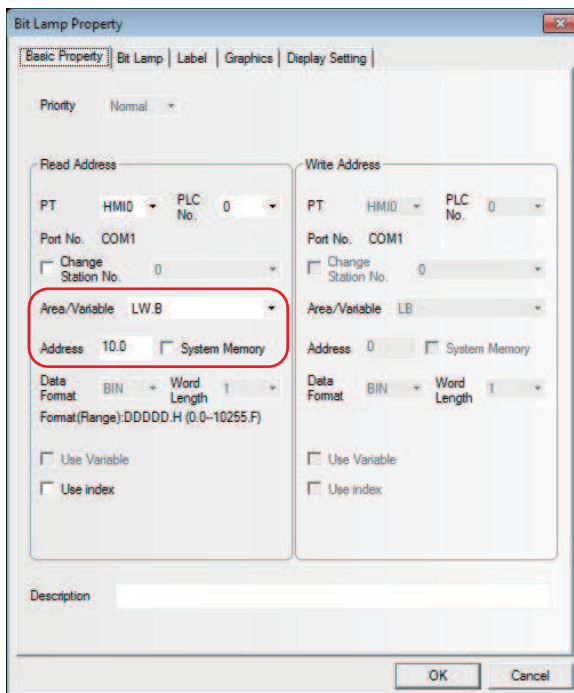 Bit Lamp Property
Basic Property Bit Lamp Label Graphics Display Setting
Priority Normal
Read Address
PT HMI0 PLC No. 0
Port No. COM1
Change Station No. 0
Area/Variable LW.B
Address 10.0 System Memory
Data Format BIN Word Length 1
Format(Range):DDDDD.H (0.0~10255.F)
Use Variable
Use index
Write Address
PT HMI0 PLC No. 0
Port No. COM1
Change Station No. 0
Area/Variable LB
Address 0 System Memory
Data Format BIN Word Length 1
Use Variable
Use index
Description
OK Cancel